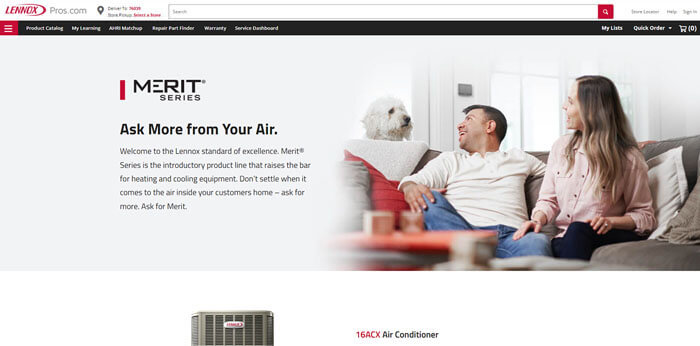 LENNOX Pros.com
Deliver To: 76039
Store Pickup: Select a Store
Search
Store Locator Help Sign In
Product Catalog My Learning AHRI Matchup Repair Part Finder Warranty Service Dashboard My Lists Quick Order (0)
MERIT®
SERIES
Ask More from Your Air.
Welcome to the Lennox standard of excellence. Merit®
Series is the introductory product line that raises the bar
for heating and cooling equipment. Don’t settle when it
comes to the air inside your customers home – ask for
more. Ask for Merit.
LENNOX
16ACX Air Conditioner